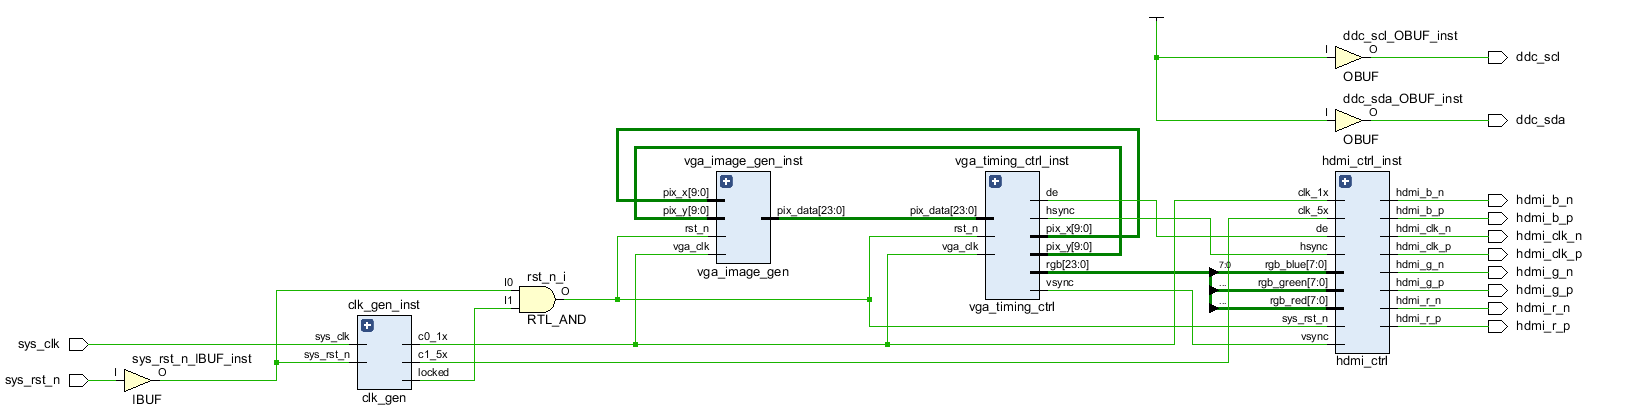 ddc_scl_OBUF_inst
I
O
ddc_scl
OBUF
ddc_sda_OBUF_inst
I
O
ddc_sda
OBUF
vga_image_gen_inst
pix_x[9:0]
pix_y[9:0]
pix_data[23:0]
rst_n
vga_clk
vga_image_gen
vga_timing_ctrl_inst
de
hsync
pix_data[23:0]
rst_n
pix_x[9:0]
vga_clk
pix_y[9:0]
rgb[23:0]
vsync
vga_timing_ctrl
hdmi_ctrl_inst
clk_1x
hdmi_b_n
hdmi_b_n
clk_5x
hdmi_b_p
hdmi_b_p
de
hdmi_clk_n
hdmi_clk_n
hsync
hdmi_clk_p
hdmi_clk_p
7:0
rgb_blue[7:0]
hdmi_g_n
hdmi_g_n
...
rgb_green[7:0]
hdmi_g_p
hdmi_g_p
...
rgb_red[7:0]
hdmi_r_n
hdmi_r_n
sys_rst_n
hdmi_r_p
hdmi_r_p
vsync
hdmi_ctrl
rst_n_i
I0
O
I1
RTL_AND
clk_gen_inst
sys_clk
sys_clk
c0_1x
sys_rst_n
c1_5x
locked
clk_gen
sys_rst_n_IBUF_inst
sys_rst_n
I
O
IBUF